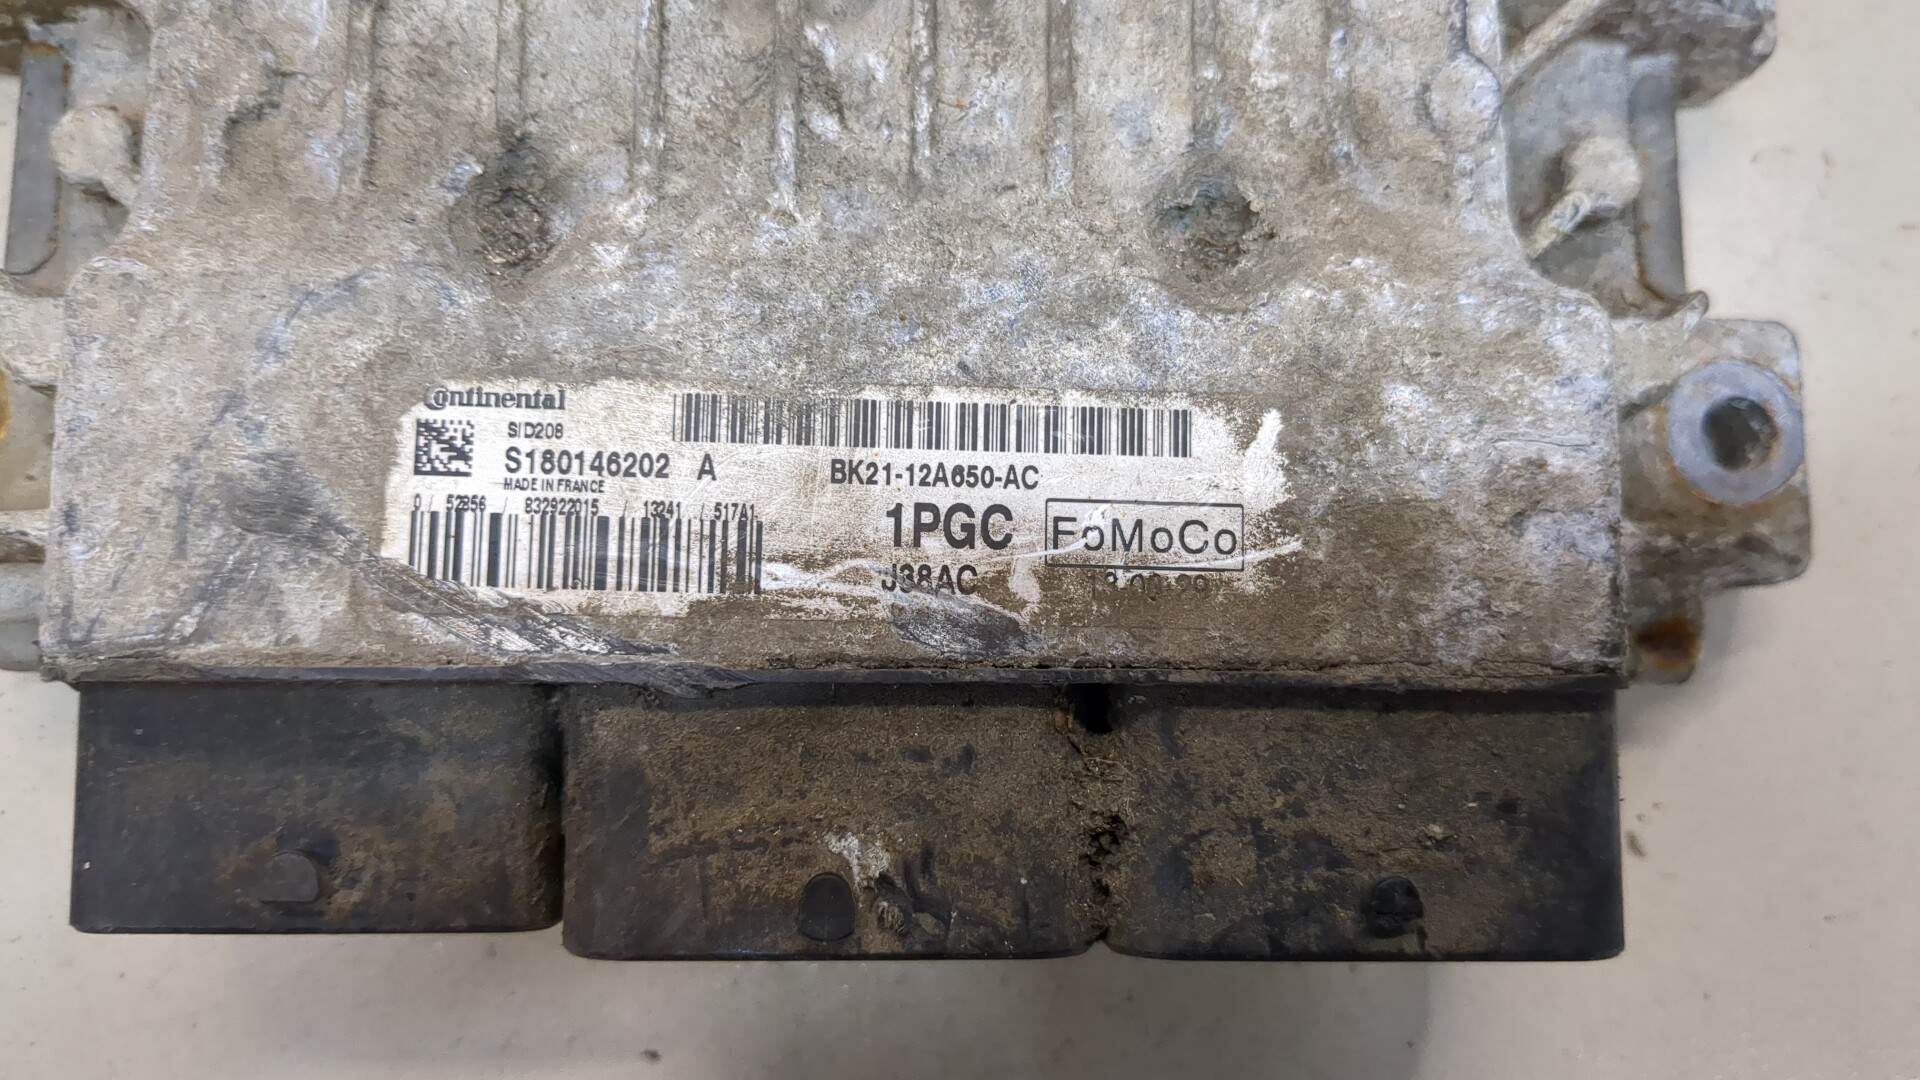 Continental
SID208
S180146202 A
MADE IN FRANCE
0 / 52856 / 832922015 / 13241 / 517A1
BK21-12A650-AC
1PGC
FoMoCo
J38AC